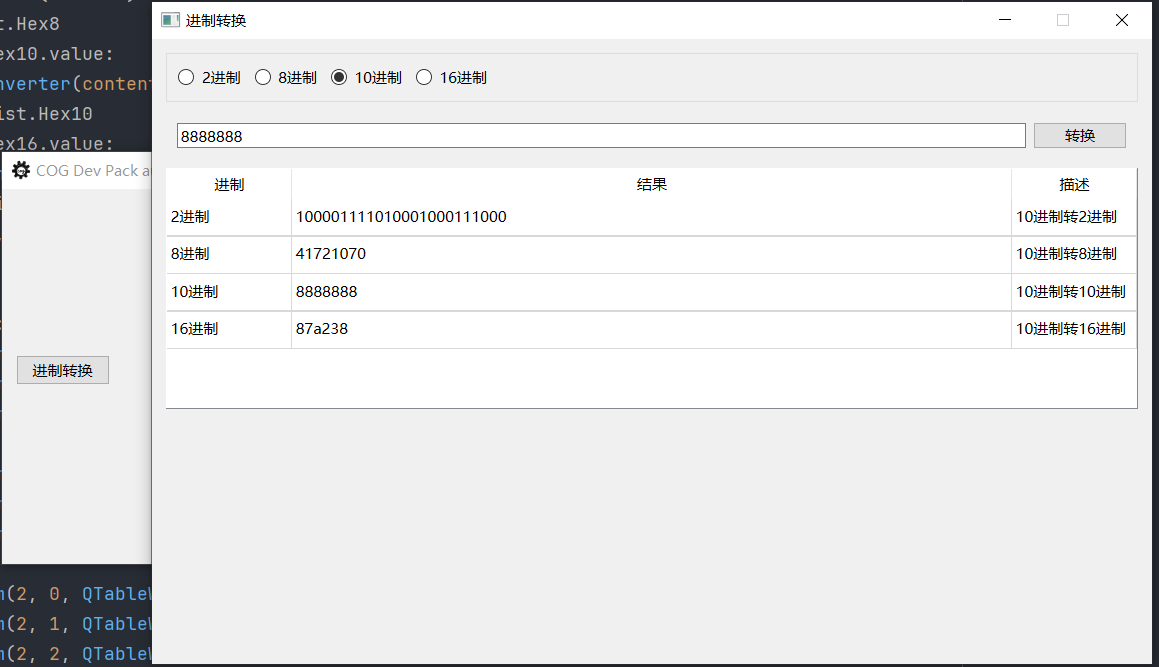 t.Hex8
ex10.value:
nverter(content
ist.Hex10
ex16.value:
COG Dev Pack a
进制转换
(2, 0, QTable
(2, 1, QTable
(2, 2, QTable
进制转换
2进制 8进制 10进制 16进制
8888888 转换
进制 结果 描述
2进制 100001111010001000111000 10进制转2进制
8进制 41721070 10进制转8进制
10进制 8888888 10进制转10进制
16进制 87a238 10进制转16进制